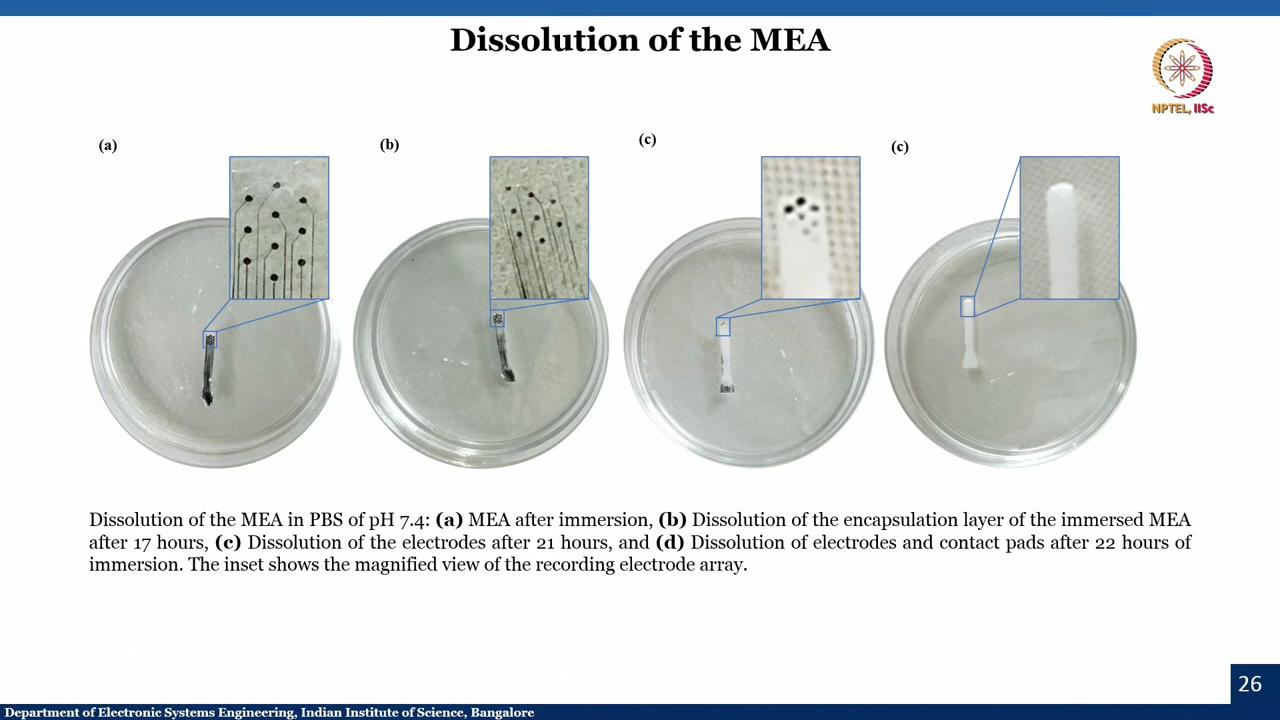 Dissolution of the MEA
NPTEL, IISc
(a)
(b)
(c)
(c)
Dissolution of the MEA in PBS of pH 7.4: (a) MEA after immersion, (b) Dissolution of the encapsulation layer of the immersed MEA
after 17 hours, (c) Dissolution of the electrodes after 21 hours, and (d) Dissolution of electrodes and contact pads after 22 hours of
immersion. The inset shows the magnified view of the recording electrode array.
26
Department of Electronic Systems Engineering, Indian Institute of Science, Bangalore